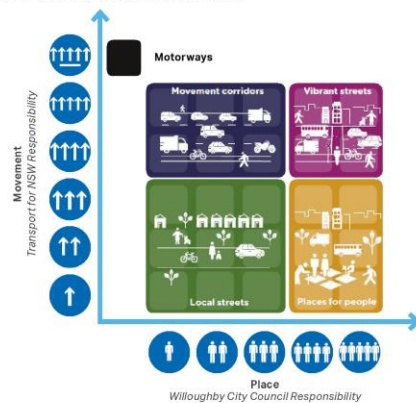 Motorways
Movement corridors
Vibrant streets
Movement
Transport for NSW Responsibility
Local streets
Places for people
Place
Willoughby City Council Responsibility